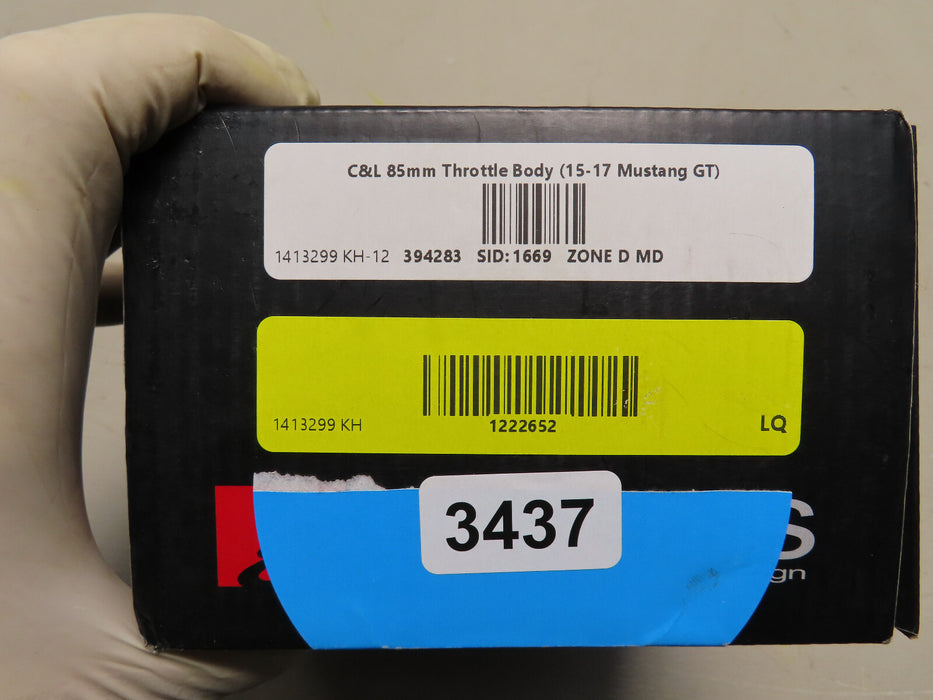 C&L 85mm Throttle Body (15-17 Mustang GT)
1413299 KH-12 394283 SID:1669 ZONE D MD
1413299 KH 1222652 LQ
3437